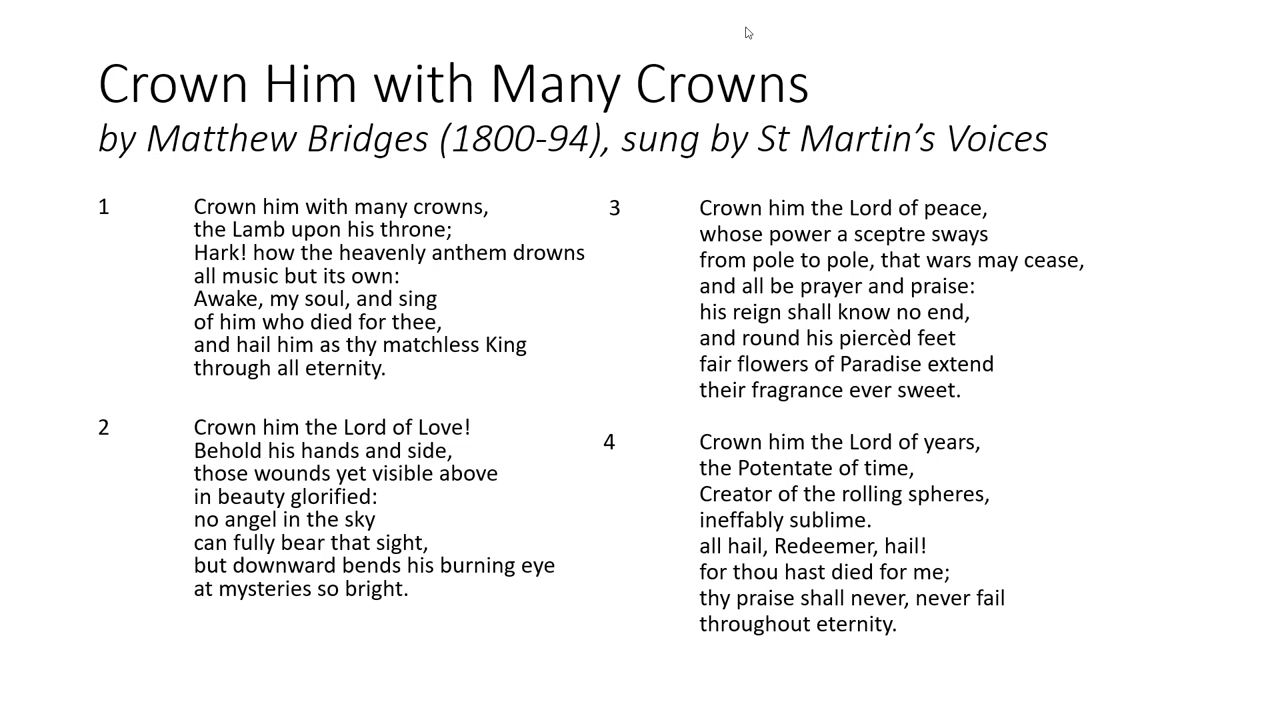 Crown Him with Many Crowns
by Matthew Bridges (1800-94), sung by St Martin's Voices
1 Crown him with many crowns,
the Lamb upon his throne;
Hark! how the heavenly anthem drowns
all music but its own:
Awake, my soul, and sing
of him who died for thee,
and hail him as thy matchless King
through all eternity.
2 Crown him the Lord of Love!
Behold his hands and side,
those wounds yet visible above
in beauty glorified:
no angel in the sky
can fully bear that sight,
but downward bends his burning eye
at mysteries so bright.
3 Crown him the Lord of peace,
whose power a sceptre sways
from pole to pole, that wars may cease,
and all be prayer and praise:
his reign shall know no end,
and round his piercèd feet
fair flowers of Paradise extend
their fragrance ever sweet.
4 Crown him the Lord of years,
the Potentate of time,
Creator of the rolling spheres,
ineffably sublime.
all hail, Redeemer, hail!
for thou hast died for me;
thy praise shall never, never fail
throughout eternity.